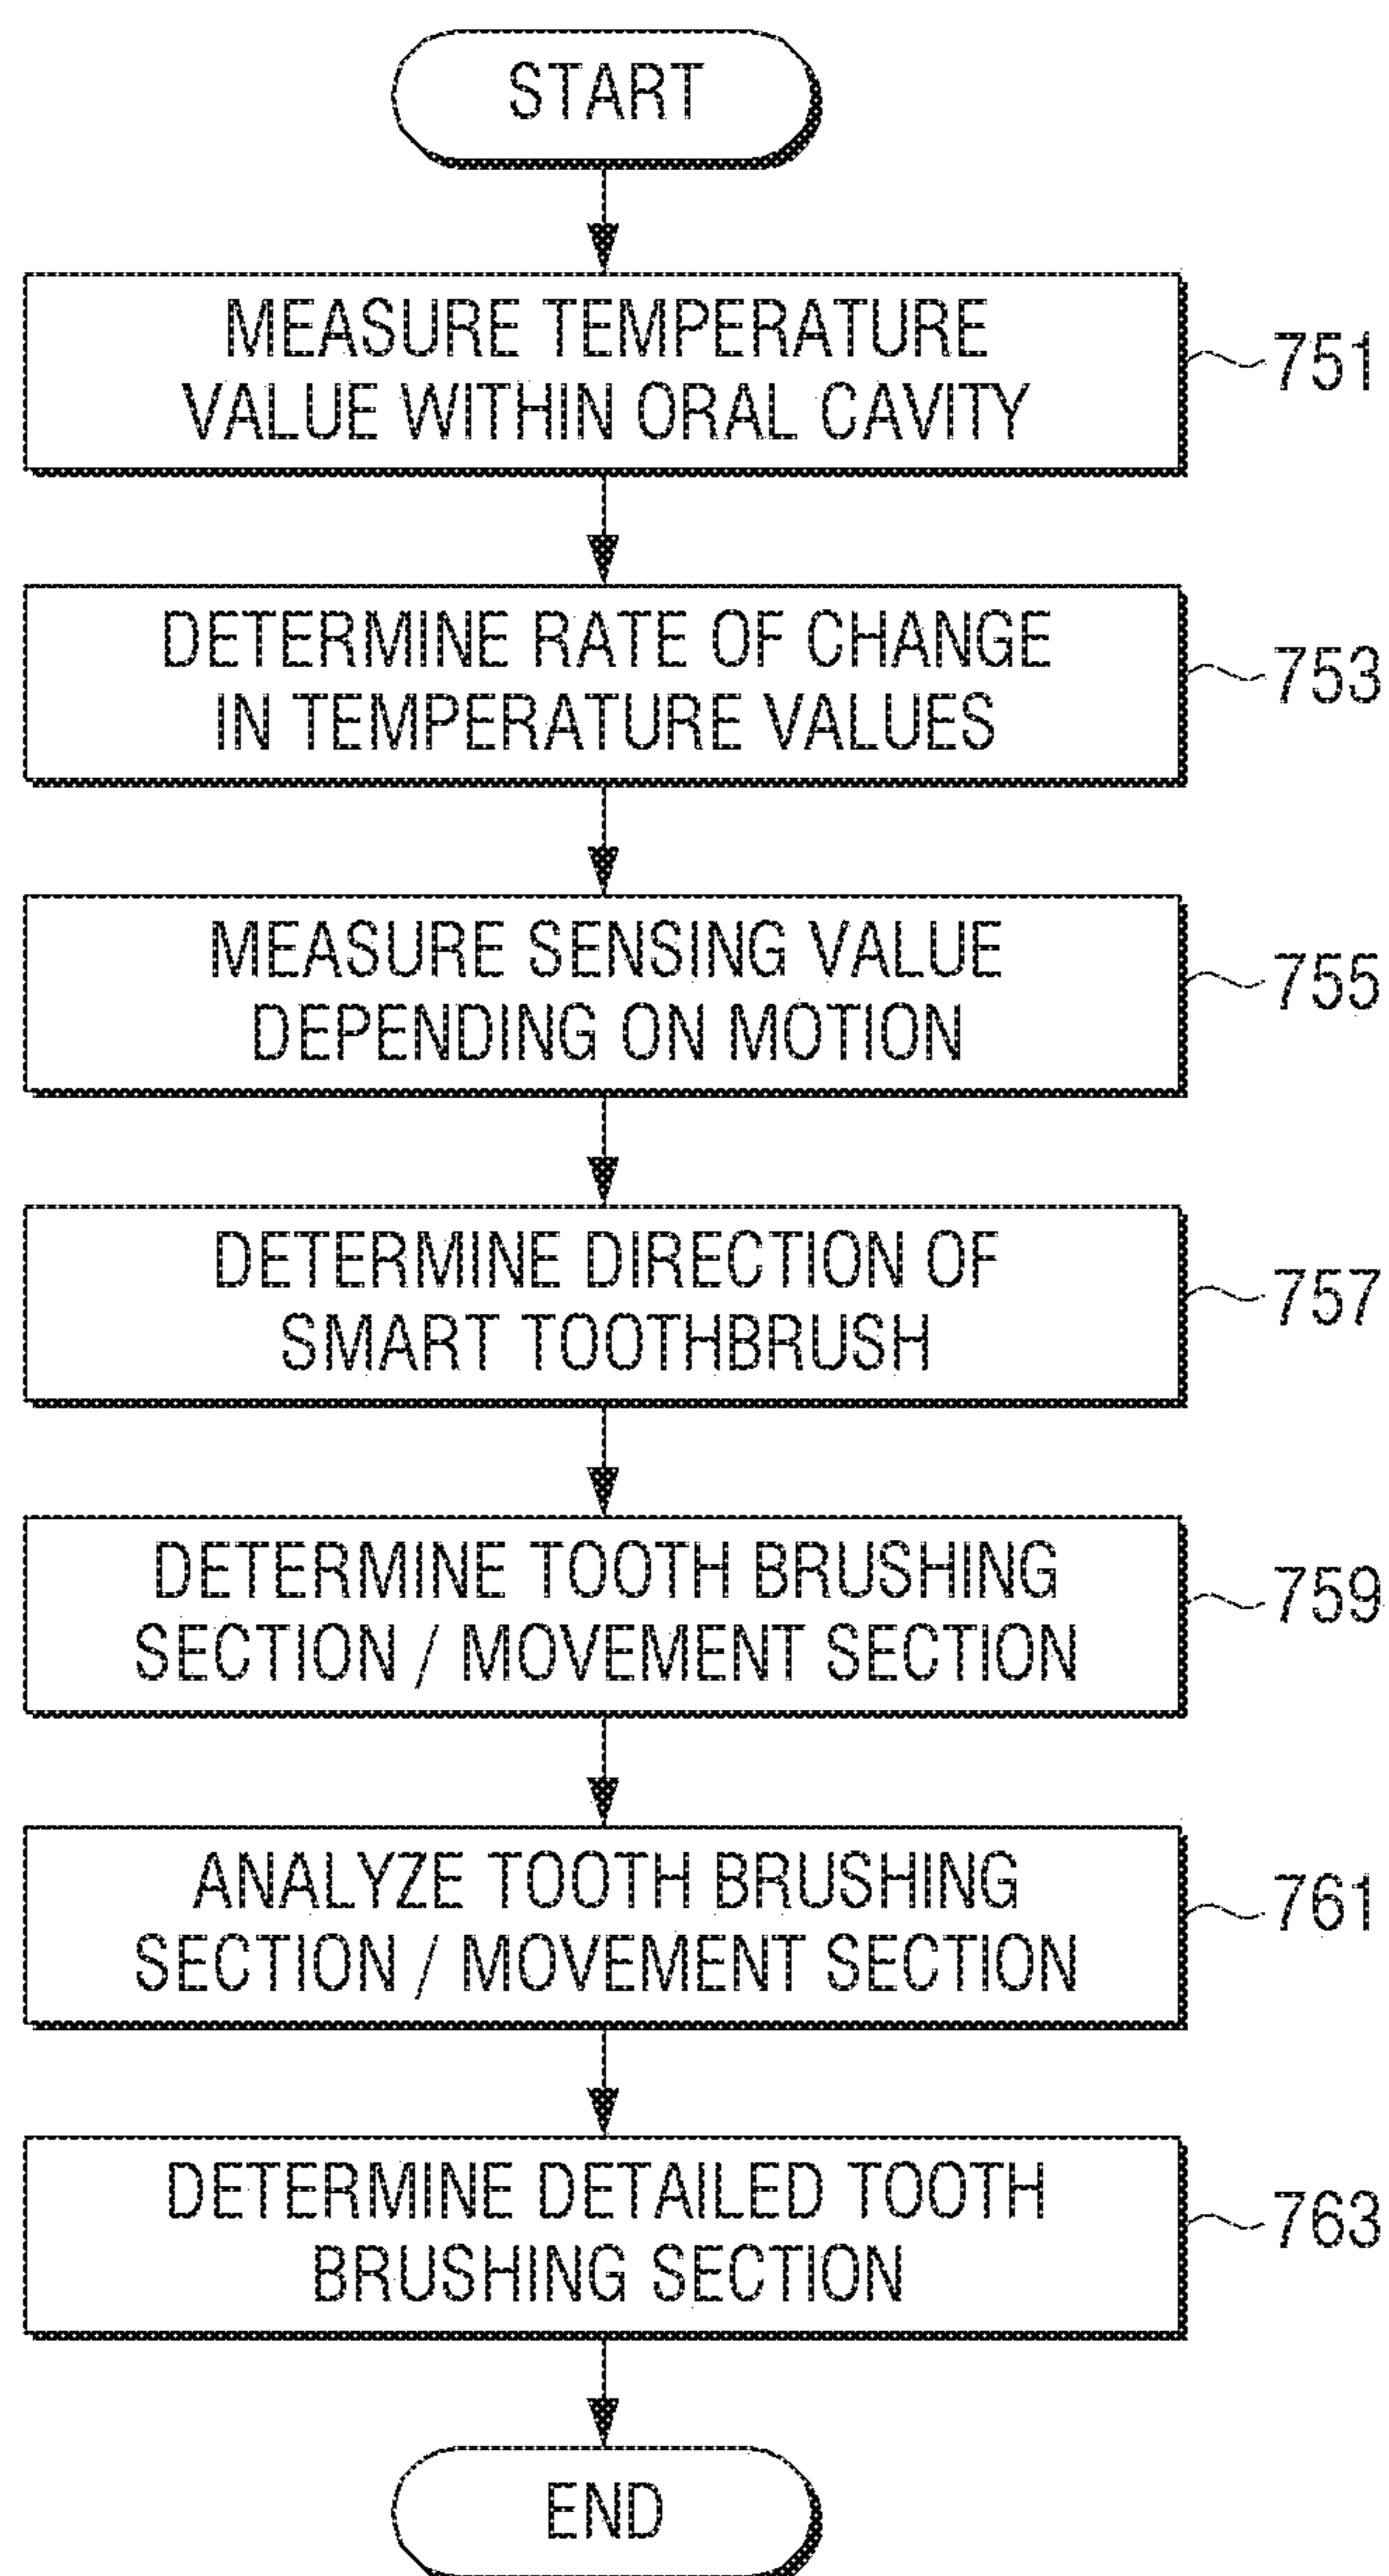 START
MEASURE TEMPERATURE
VALUE WITHIN ORAL CAVITY
751
DETERMINE RATE OF CHANGE
IN TEMPERATURE VALUES
753
MEASURE SENSING VALUE
DEPENDING ON MOTION
755
DETERMINE DIRECTION OF
SMART TOOTHBRUSH
757
DETERMINE TOOTH BRUSHING
SECTION / MOVEMENT SECTION
759
ANALYZE TOOTH BRUSHING
SECTION / MOVEMENT SECTION
761
DETERMINE DETAILED TOOTH
BRUSHING SECTION
763
END